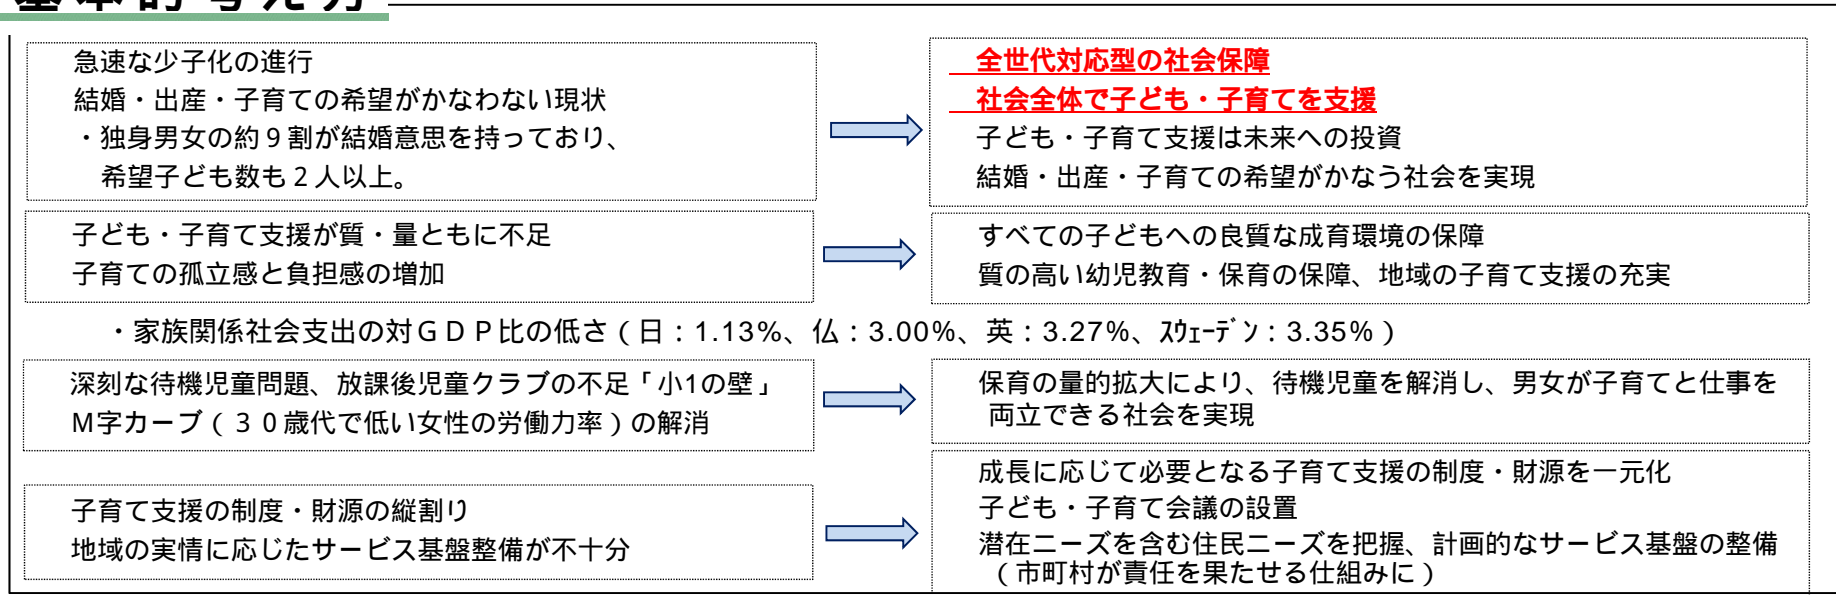 基本的考え方
急速な少子化の進行
結婚・出産・子育ての希望がかなわない現状
・独身男女の約9割が結婚意思を持っており、
希望子ども数も2人以上。
全世代対応型の社会保障
社会全体で子ども・子育てを支援
子ども・子育て支援は未来への投資
結婚・出産・子育ての希望がかなう社会を実現
子ども・子育て支援が質・量ともに不足
子育ての孤立感と負担感の増加
すべての子どもへの良質な成育環境の保障
質の高い幼児教育・保育の保障、地域の子育て支援の充実
・家族関係社会支出の対GDP比の低さ(日:1.13%、仏:3.00%、英:3.27%、ｽｳｪｰﾃﾞﾝ:3.35%)
深刻な待機児童問題、放課後児童クラブの不足「小1の壁」
M字カーブ(30歳代で低い女性の労働力率)の解消
保育の量的拡大により、待機児童を解消し、男女が子育てと仕事を
両立できる社会を実現
子育て支援の制度・財源の縦割り
地域の実情に応じたサービス基盤整備が不十分
成長に応じて必要となる子育て支援の制度・財源を一元化
子ども・子育て会議の設置
潜在ニーズを含む住民ニーズを把握、計画的なサービス基盤の整備
(市町村が責任を果たせる仕組みに)